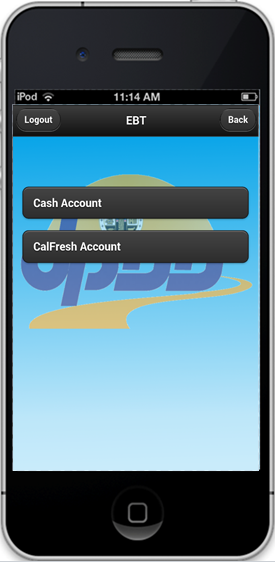 iPod 11:14 AM
Logout EBT Back
Cash Account
CalFresh Account